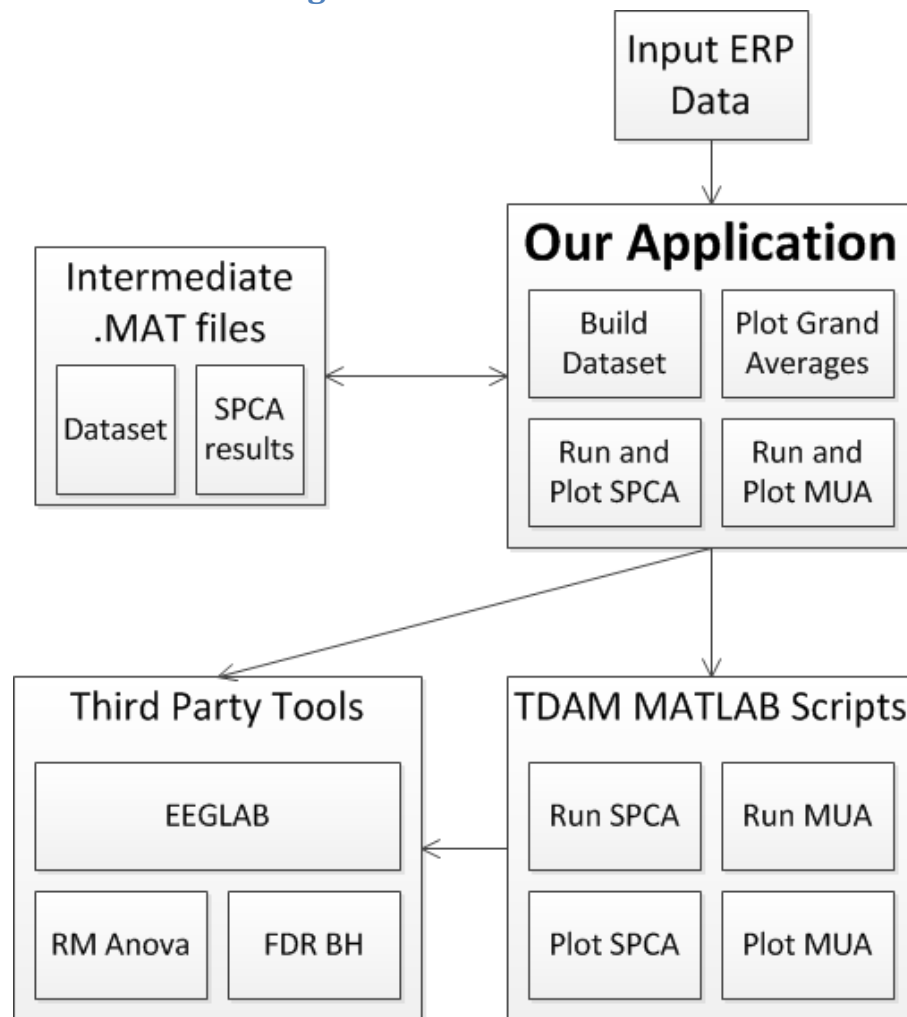 Input ERP
Data
Our Application
Build
Dataset
Plot Grand
Averages
Run and
Plot SPCA
Run and
Plot MUA
Intermediate
.MAT files
Dataset
SPCA
results
Third Party Tools
EEGLAB
RM Anova
FDR BH
TDAM MATLAB Scripts
Run SPCA
Run MUA
Plot SPCA
Plot MUA